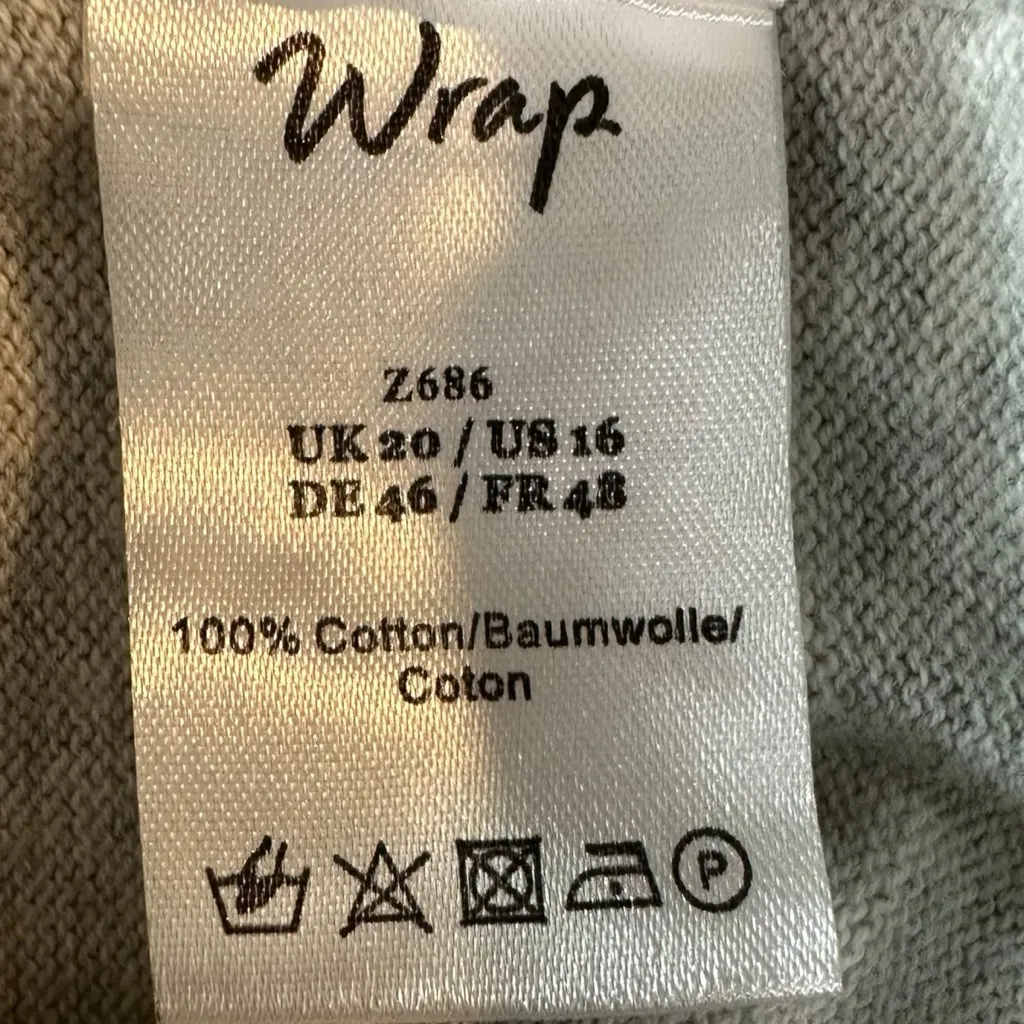 Wrap
Z686
UK 20 / US 16
DE 46 / FR 48
100% Cotton/Baumwolle/
Coton
P